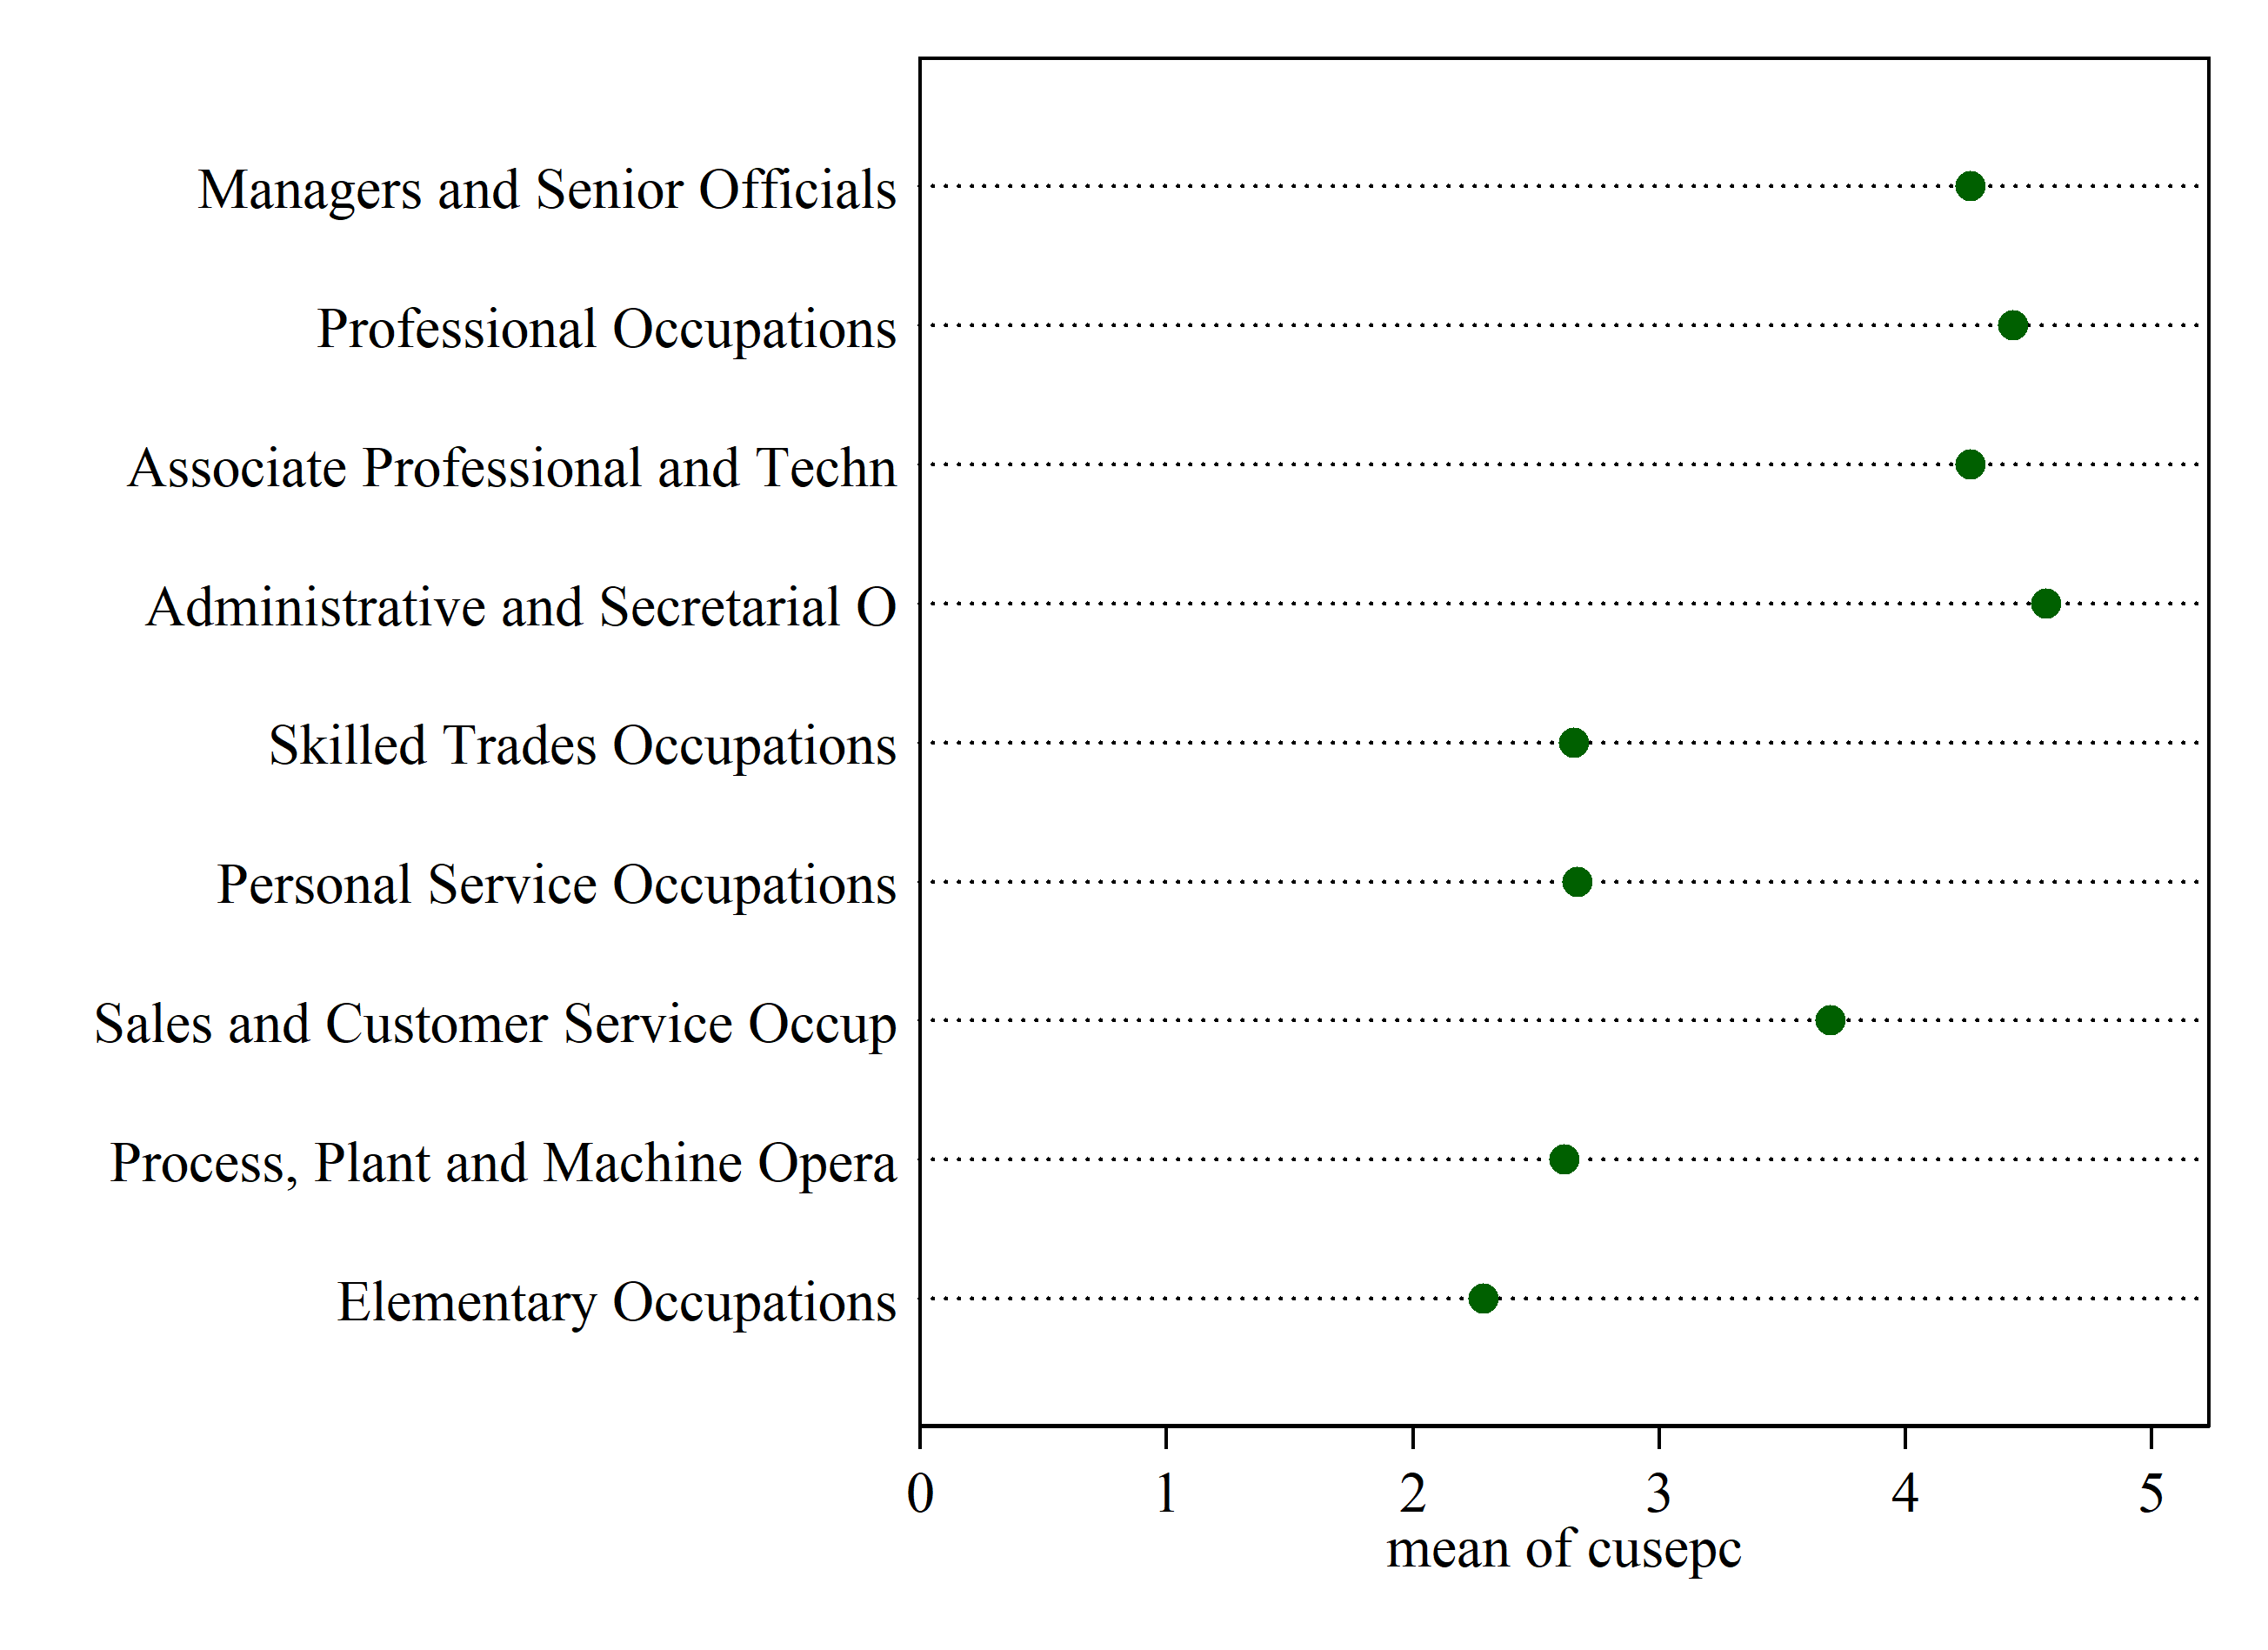 Managers and Senior Officials
Professional Occupations
Associate Professional and Techn
Administrative and Secretarial O
Skilled Trades Occupations
Personal Service Occupations
Sales and Customer Service Occup
Process, Plant and Machine Opera
Elementary Occupations
0 1 2 3 4 5
mean of cusepc